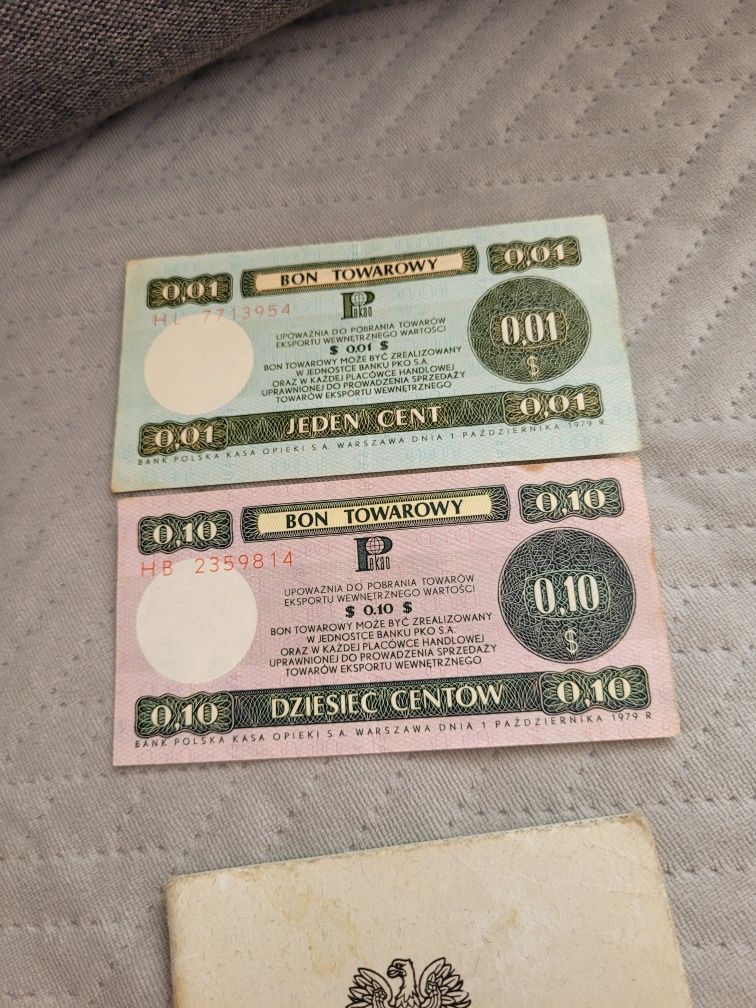 0,01 BON TOWAROWY 0,01
HL 7713954
Pekao
UPOWAŻNIA DO POBRANIA TOWARÓW
EKSPORTU WEWNĘTRZNEGO WARTOŚCI
$ 0,01 $
BON TOWAROWY MOŻE BYĆ ZREALIZOWANY
W JEDNOSTCE BANKU PKO S.A.
ORAZ W KAŻDEJ PLACÓWCE HANDLOWEJ
UPRAWNIONEJ DO PROWADZENIA SPRZEDAŻY
TOWARÓW EKSPORTU WEWNĘTRZNEGO
0,01
$
0,01 JEDEN CENT 0,01
BANK POLSKA KASA OPIEKI S.A. WARSZAWA DNIA 1 PAŹDZIERNIKA 1979 R
0,10 BON TOWAROWY 0,10
HB 2359814
Pekao
UPOWAŻNIA DO POBRANIA TOWARÓW
EKSPORTU WEWNĘTRZNEGO WARTOŚCI
$ 0,10 $
BON TOWAROWY MOŻE BYĆ ZREALIZOWANY
W JEDNOSTCE BANKU PKO S.A.
ORAZ W KAŻDEJ PLACÓWCE HANDLOWEJ
UPRAWNIONEJ DO PROWADZENIA SPRZEDAŻY
TOWARÓW EKSPORTU WEWNĘTRZNEGO
0,10
$
0,10 DZIESIĘĆ CENTÓW 0,10
BANK POLSKA KASA OPIEKI S.A. WARSZAWA DNIA 1 PAŹDZIERNIKA 1979 R